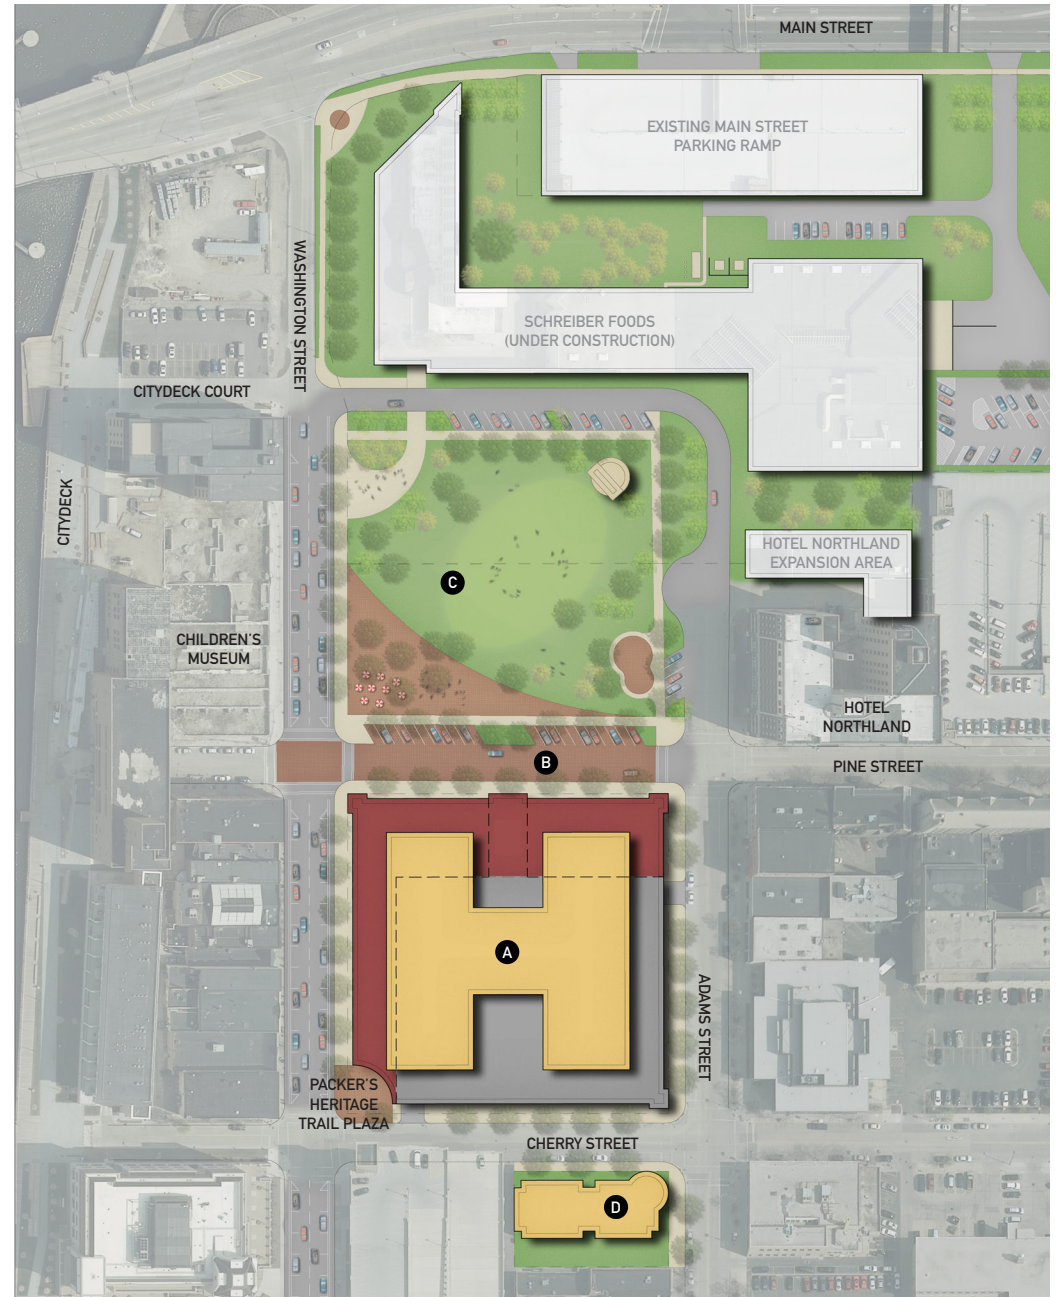 MAIN STREET
EXISTING MAIN STREET
PARKING RAMP
WASHINGTON STREET
SCHREIBER FOODS
(UNDER CONSTRUCTION)
CITYDECK COURT
CITYDECK
HOTEL NORTHLAND
EXPANSION AREA
C
CHILDREN'S
MUSEUM
HOTEL
NORTHLAND
B
PINE STREET
A
ADAMS STREET
PACKER'S
HERITAGE
TRAIL PLAZA
CHERRY STREET
D